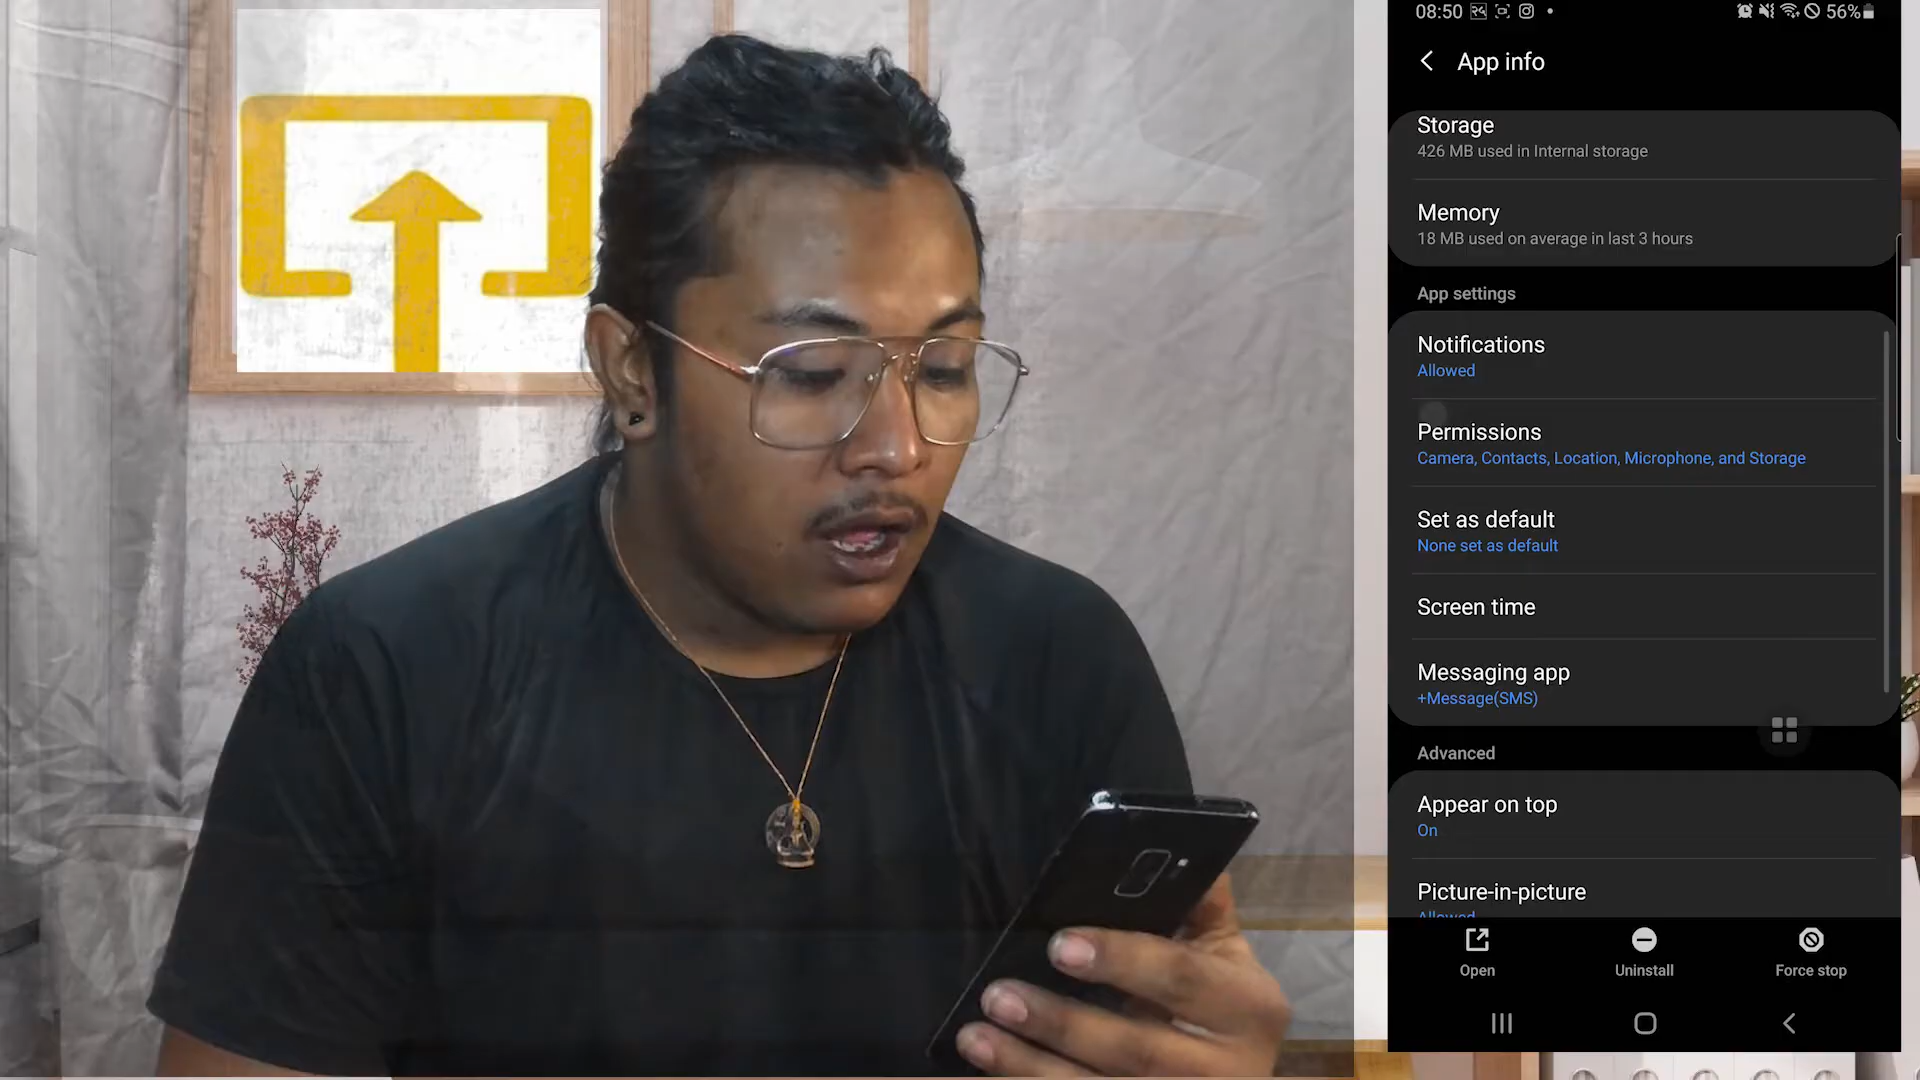 08:50
56%
App info
Storage
426 MB used in Internal storage
Memory
18 MB used on average in last 3 hours
App settings
Notifications
Allowed
Permissions
Camera, Contacts, Location, Microphone, and Storage
Set as default
None set as default
Screen time
Messaging app
+Message(SMS)
Advanced
Appear on top
On
Picture-in-picture
Allowed
Open
Uninstall
Force stop